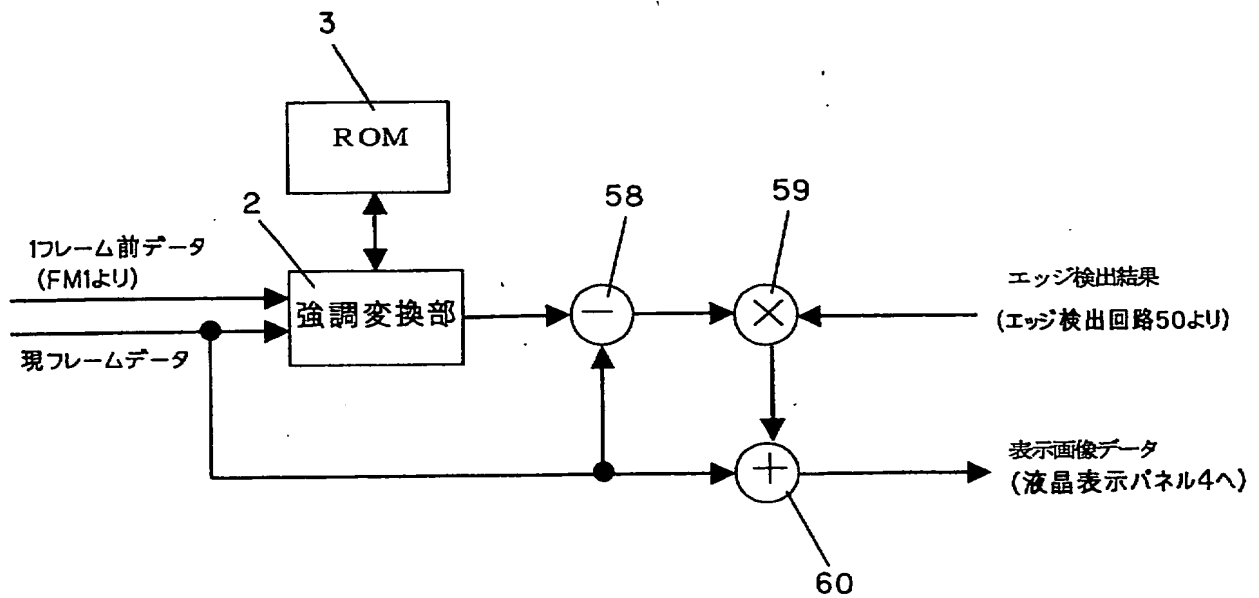 3
ROM
2
58
59
1フレーム前データ
(FM1より)
強調変換部
−
×
エッジ検出結果
(エッジ検出回路50より)
現フレームデータ
+
表示画像データ
(液晶表示パネル4へ)
60